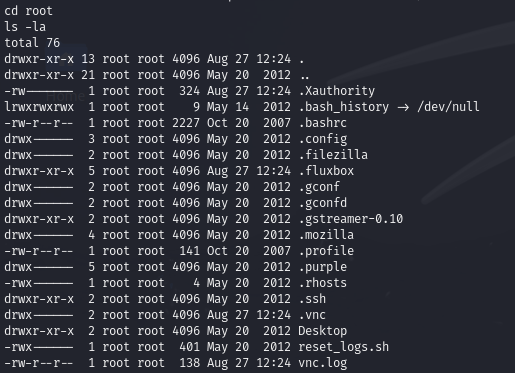 cd root
ls -la
total 76
drwxr-xr-x 13 root root 4096 Aug 27 12:24 .
drwxr-xr-x 21 root root 4096 May 20  2012 ..
-rw-------  1 root root  324 Aug 27 12:24 .Xauthority
lrwxrwxrwx  1 root root    9 May 14  2012 .bash_history -> /dev/null
-rw-r--r--  1 root root 2227 Oct 20  2007 .bashrc
drwx------  3 root root 4096 May 20  2012 .config
drwx------  2 root root 4096 May 20  2012 .filezilla
drwxr-xr-x  5 root root 4096 Aug 27 12:24 .fluxbox
drwx------  2 root root 4096 May 20  2012 .gconf
drwx------  2 root root 4096 May 20  2012 .gconfd
drwxr-xr-x  2 root root 4096 May 20  2012 .gstreamer-0.10
drwx------  4 root root 4096 May 20  2012 .mozilla
-rw-r--r--  1 root root  141 Oct 20  2007 .profile
drwx------  5 root root 4096 May 20  2012 .purple
-rwx------  1 root root    4 May 20  2012 .rhosts
drwxr-xr-x  2 root root 4096 May 20  2012 .ssh
drwx------  2 root root 4096 Aug 27 12:24 .vnc
drwxr-xr-x  2 root root 4096 May 20  2012 Desktop
-rwx------  1 root root  401 May 20  2012 reset_logs.sh
-rw-r--r--  1 root root  138 Aug 27 12:24 vnc.log